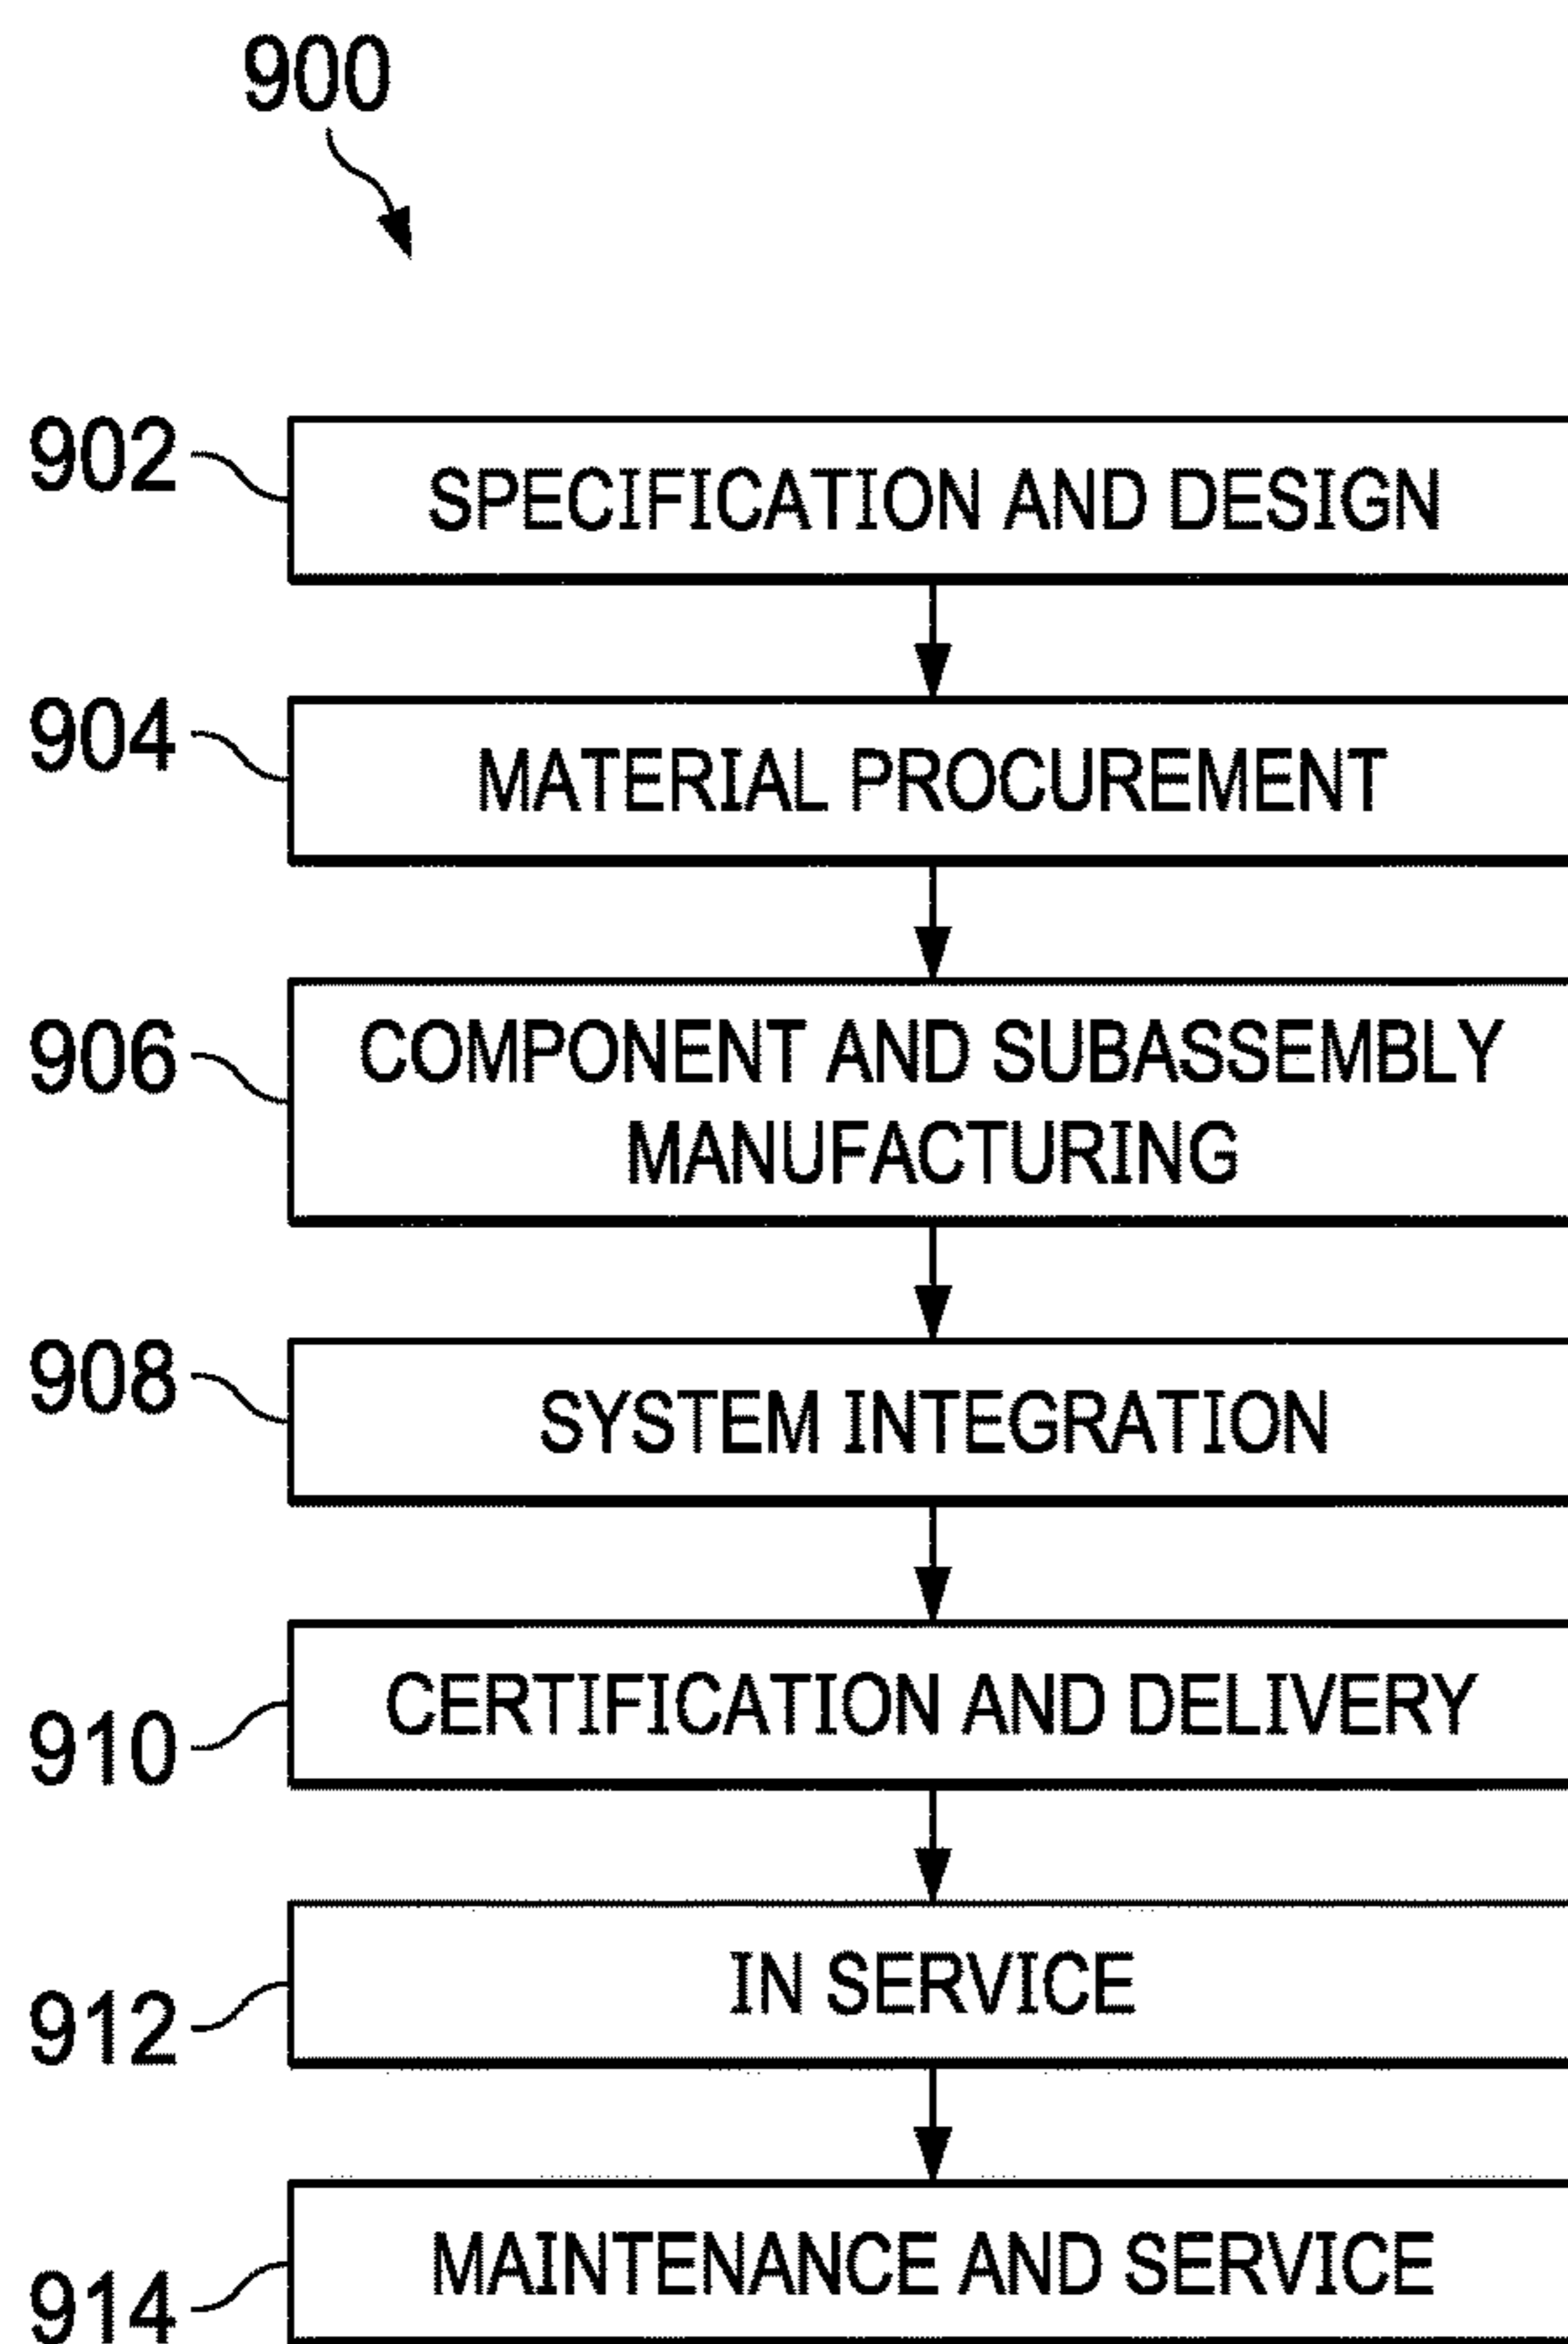 900
902 SPECIFICATION AND DESIGN
904 MATERIAL PROCUREMENT
906 COMPONENT AND SUBASSEMBLY
MANUFACTURING
908 SYSTEM INTEGRATION
910 CERTIFICATION AND DELIVERY
912 IN SERVICE
914 MAINTENANCE AND SERVICE